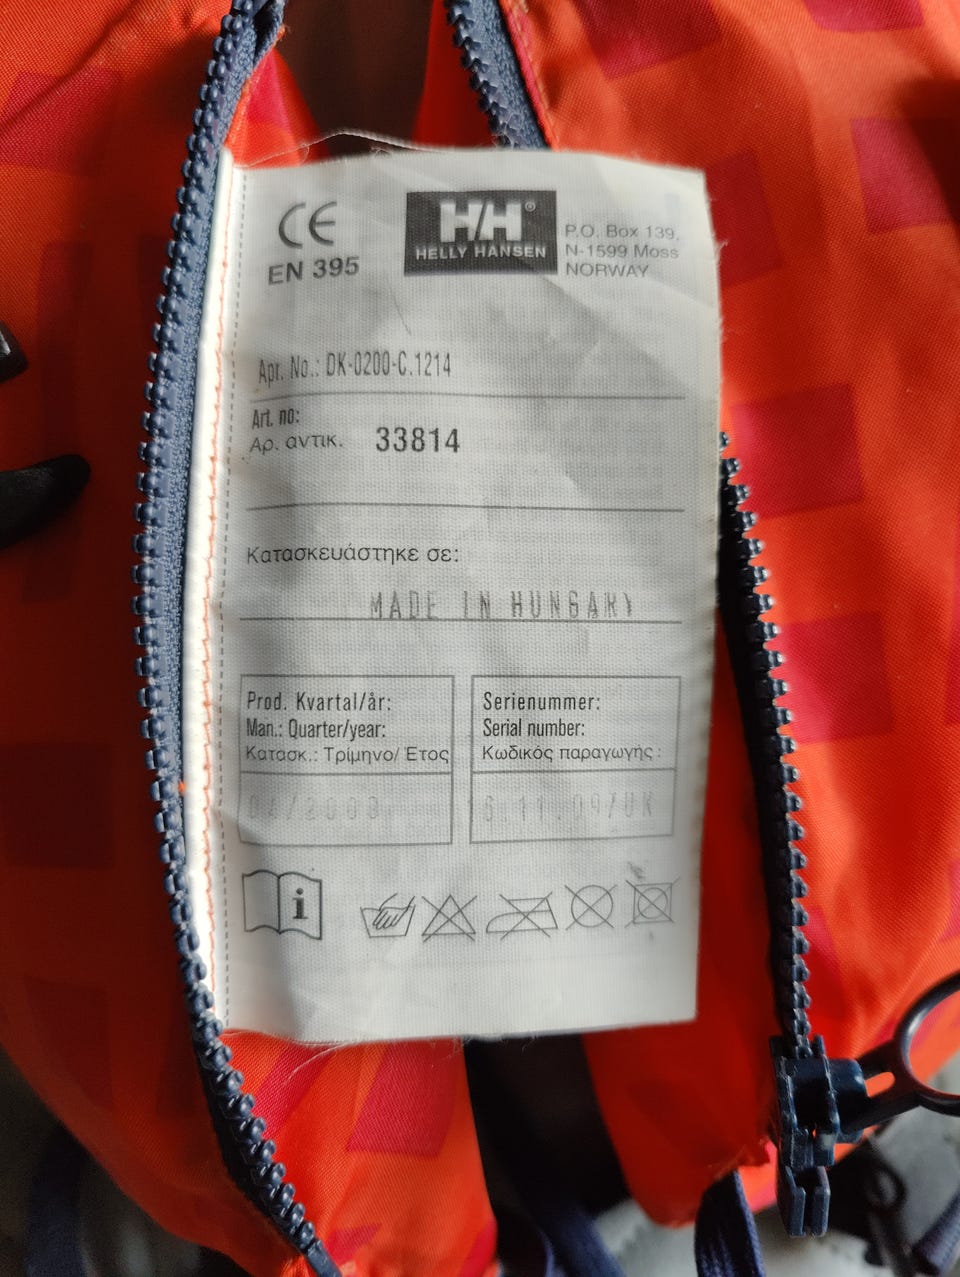 CE
EN 395
HH®
HELLY HANSEN
P.O. Box 139,
N-1599 Moss
NORWAY
Apr. No.: DK-0200-C.1214
Art. no:
Αρ. αντικ. 33814
Κατασκευάστηκε σε:
MADE IN HUNGARY
Prod. Kvartal/år:
Man.: Quarter/year:
Κατασκ.: Τρίμηνο/ Έτος
Serienummer:
Serial number:
Κωδικός παραγωγής :
i